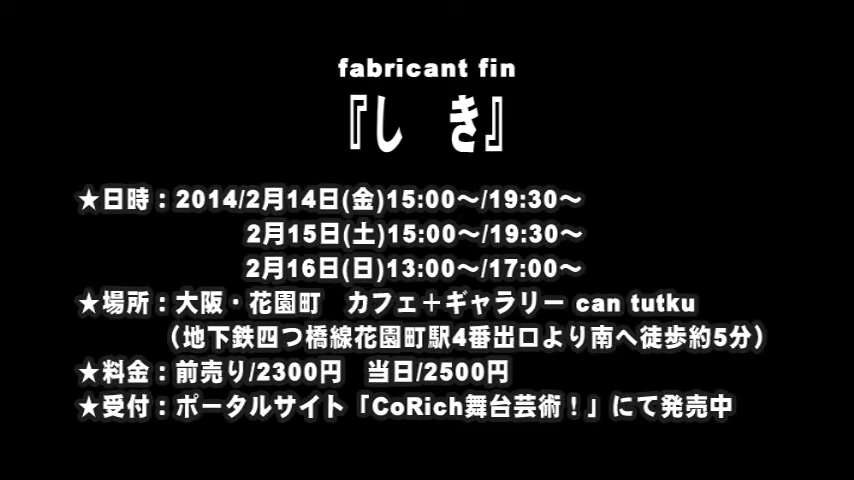 fabricant fin
『し　き』
★日時：2014/2月14日(金)15:00～/19:30～
2月15日(土)15:00～/19:30～
2月16日(日)13:00～/17:00～
★場所：大阪・花園町　カフェ＋ギャラリー can tutku
（地下鉄四つ橋線花園町駅4番出口より南へ徒歩約5分）
★料金：前売り/2300円　当日/2500円
★受付：ポータルサイト「CoRich舞台芸術！」にて発売中